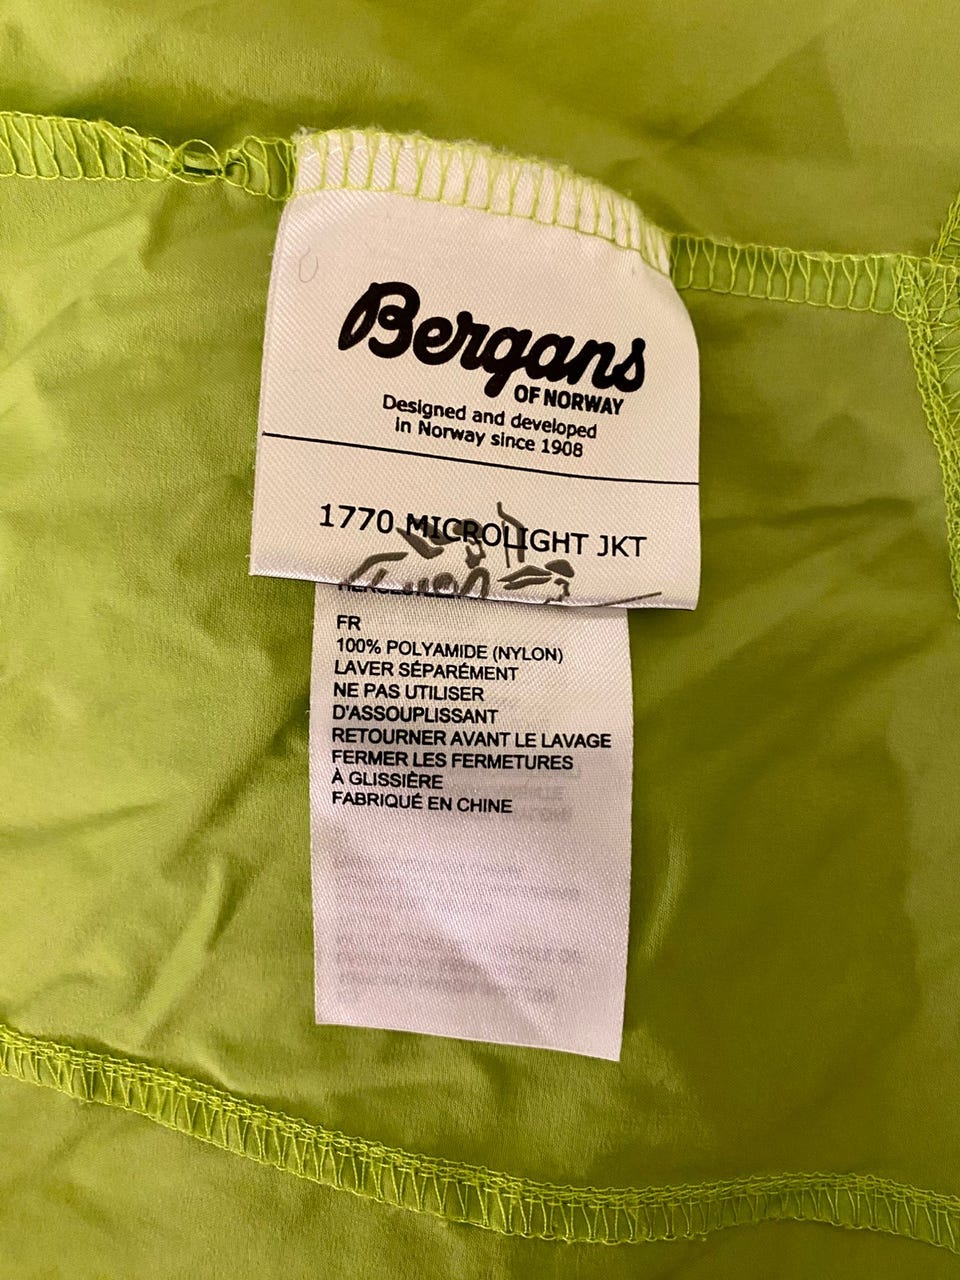 Bergans
OF NORWAY
Designed and developed
in Norway since 1908
1770 MICROLIGHT JKT
FR
100% POLYAMIDE (NYLON)
LAVER SÉPARÉMENT
NE PAS UTILISER
D'ASSOUPLISSANT
RETOURNER AVANT LE LAVAGE
FERMER LES FERMETURES
À GLISSIÈRE
FABRIQUÉ EN CHINE